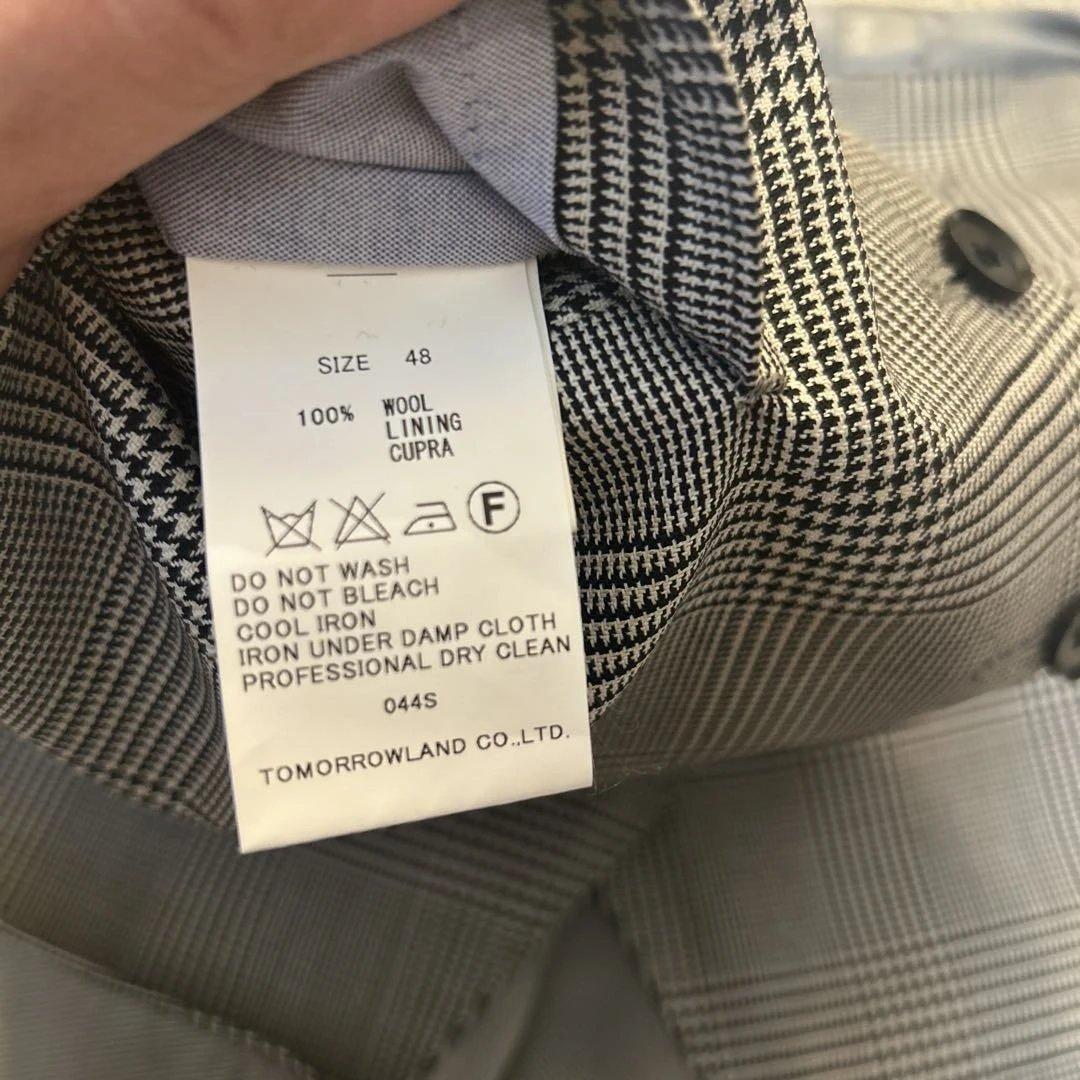 SIZE 48
100% WOOL
LINING
CUPRA
F
DO NOT WASH
DO NOT BLEACH
COOL IRON
IRON UNDER DAMP CLOTH
PROFESSIONAL DRY CLEAN
044S
TOMORROWLAND CO.,LTD.